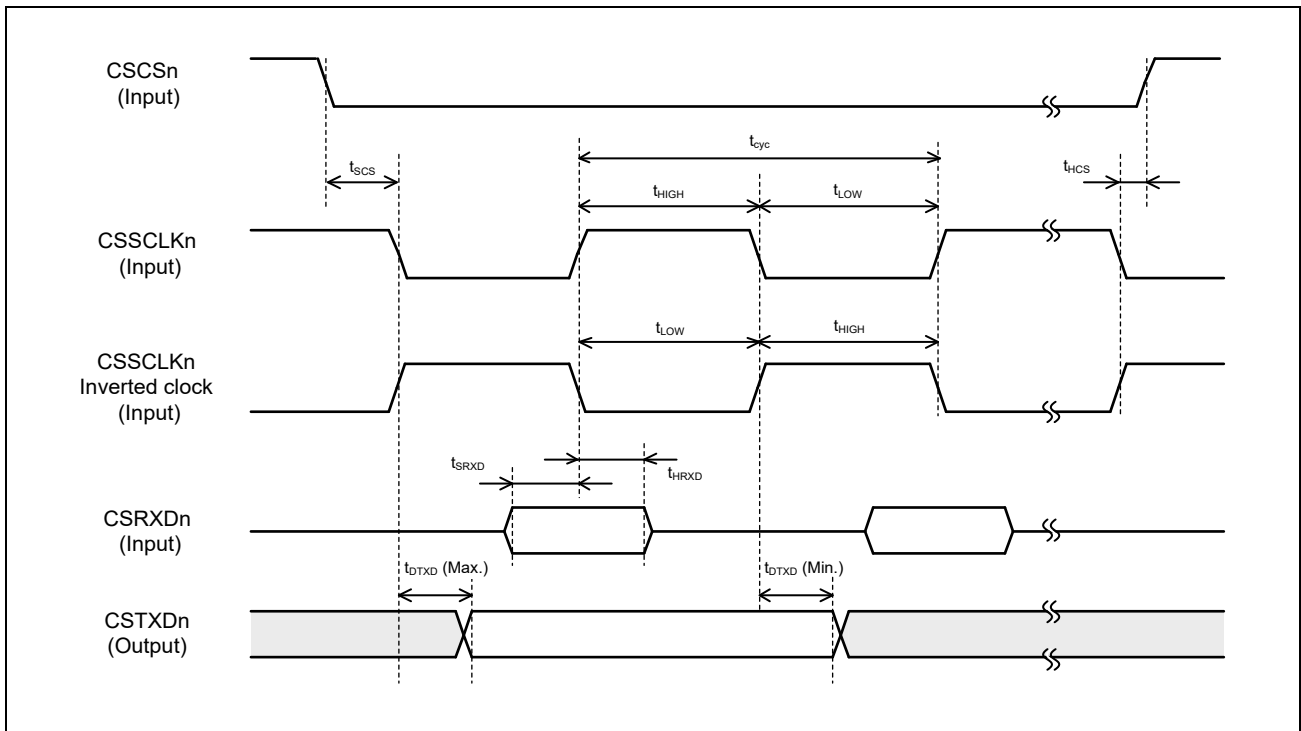 CSCSn
(Input)
tcyc
tSCS
tHCS
tHIGH
tLOW
CSSCLKn
(Input)
tLOW
tHIGH
CSSCLKn
Inverted clock
(Input)
tSRXD
tHRXD
CSRXDn
(Input)
tDTXD (Max.)
tDTXD (Min.)
CSTXDn
(Output)